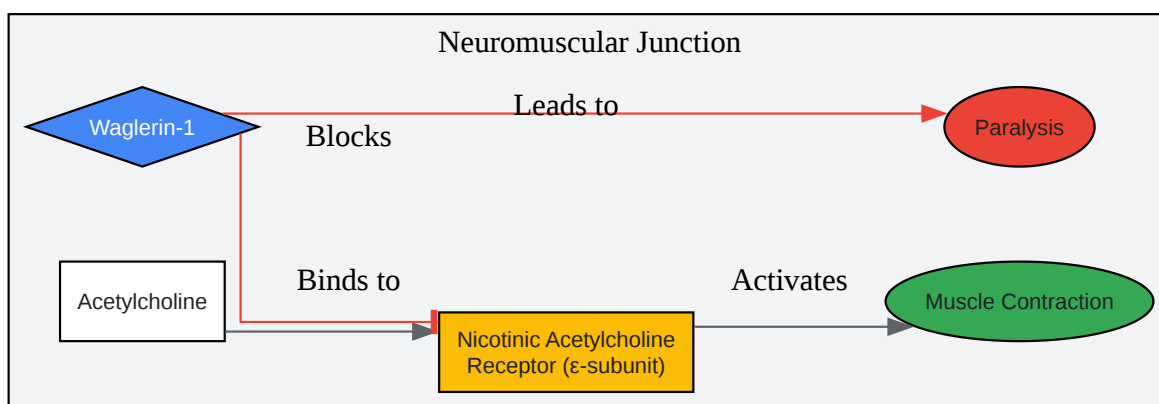 Neuromuscular Junction
Leads to
Waglerin-1
Blocks
Paralysis
Binds to
Activates
Acetylcholine
Muscle Contraction
Nicotinic Acetylcholine
Receptor (ε-subunit)